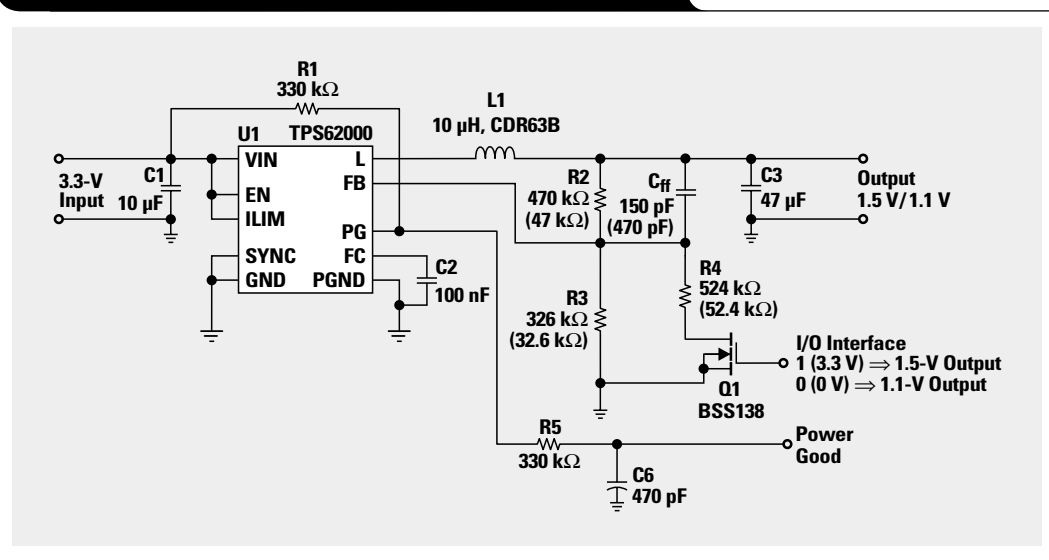 R1
330 kΩ
U1 TPS62000
L1
10 µH, CDR63B
VIN
EN
ILIM
SYNC
GND
L
FB
PG
FC
PGND
3.3-V
Input
C1
10 µF
C2
100 nF
R2
470 kΩ
(47 kΩ)
Cff
150 pF
(470 pF)
C3
47 µF
Output
1.5 V/1.1 V
R3
326 kΩ
(32.6 kΩ)
R4
524 kΩ
(52.4 kΩ)
Q1
BSS138
I/O Interface
1 (3.3 V) ⇒ 1.5-V Output
0 (0 V) ⇒ 1.1-V Output
R5
330 kΩ
C6
470 pF
Power
Good